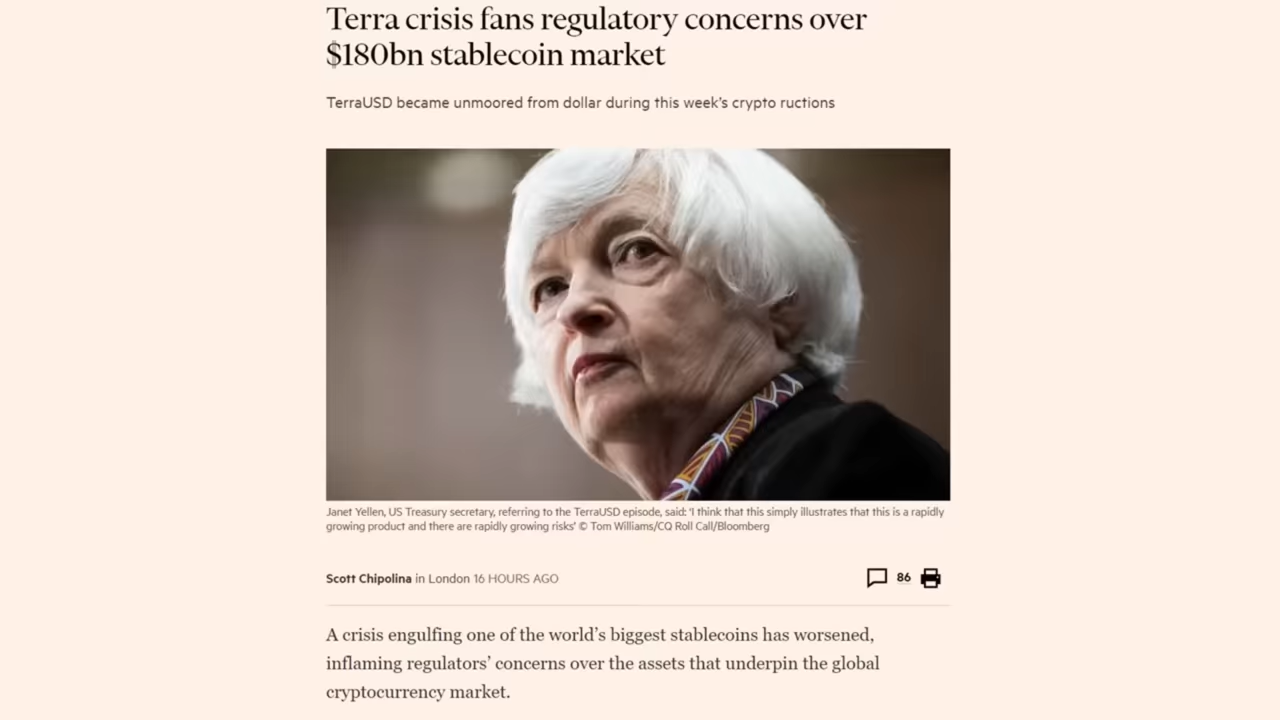 Terra crisis fans regulatory concerns over
$180bn stablecoin market
TerraUSD became unmoored from dollar during this week’s crypto ructions
Janet Yellen, US Treasury secretary, referring to the TerraUSD episode, said: ‘I think that this simply illustrates that this is a rapidly
growing product and there are rapidly growing risks’ © Tom Williams/CQ Roll Call/Bloomberg
Scott Chipolina in London 16 HOURS AGO
86
A crisis engulfing one of the world’s biggest stablecoins has worsened,
inflaming regulators’ concerns over the assets that underpin the global
cryptocurrency market.